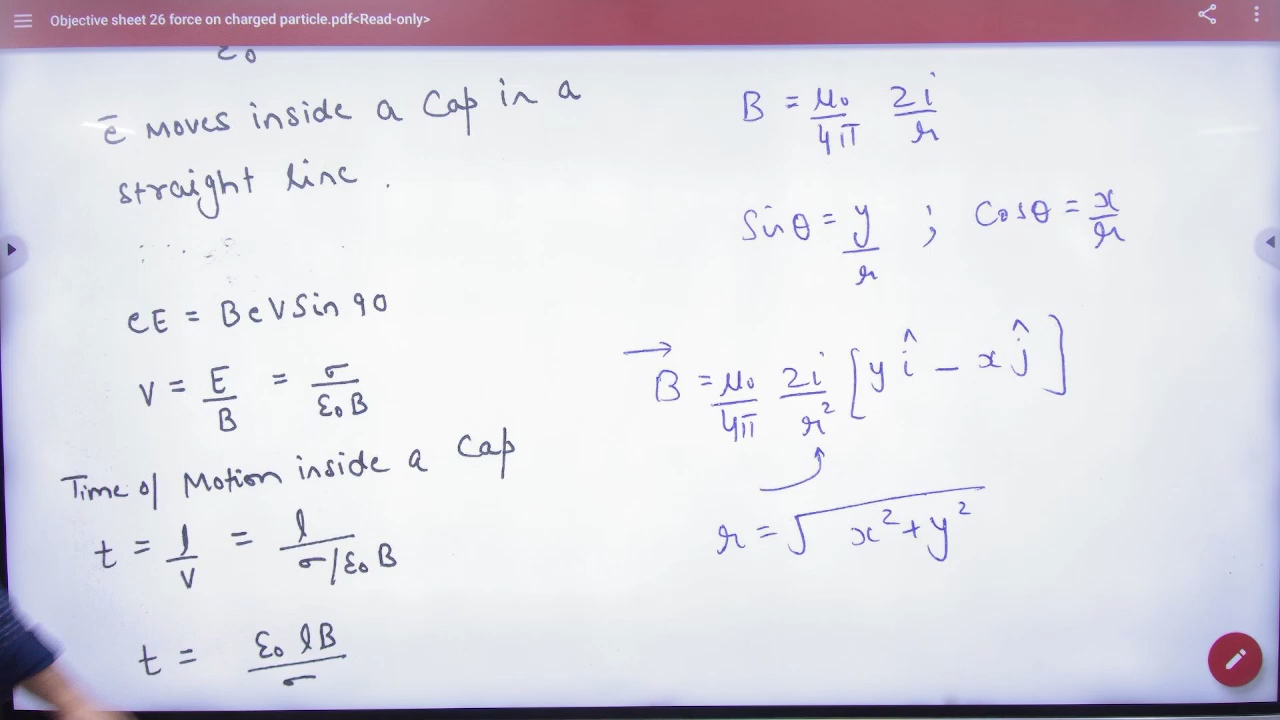 Objective sheet 26 force on charged particle.pdf<Read-only>
ε₀
ē moves inside a Cap in a
straight line .
eE = BeVSin 90
V = E/B = σ/ε₀B
Time of Motion inside a Cap
t = l/V = l/σ/ε₀B
t = ε₀ l B/σ
B = μ₀/4π 2i/r
Sinθ = y/r ; Cosθ = x/r
B⃗ = μ₀/4π 2i/r² [y î – x ĵ]
r = √x² + y²